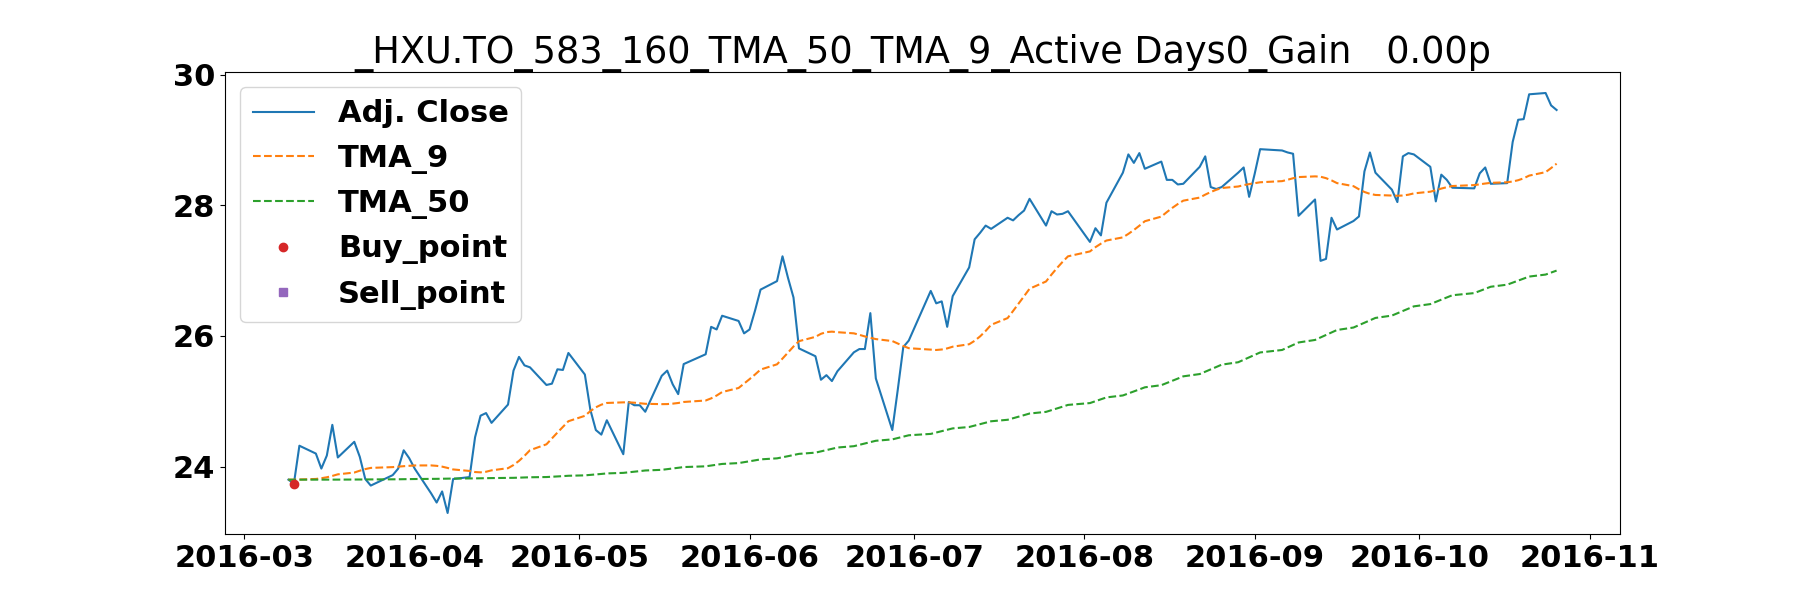 _HXU.TO_583_160_TMA_50_TMA_9_Active Days0_Gain   0.00p
30
28
26
24
Adj. Close
TMA_9
TMA_50
Buy_point
Sell_point
2016-03 2016-04 2016-05 2016-06 2016-07 2016-08 2016-09 2016-10 2016-11